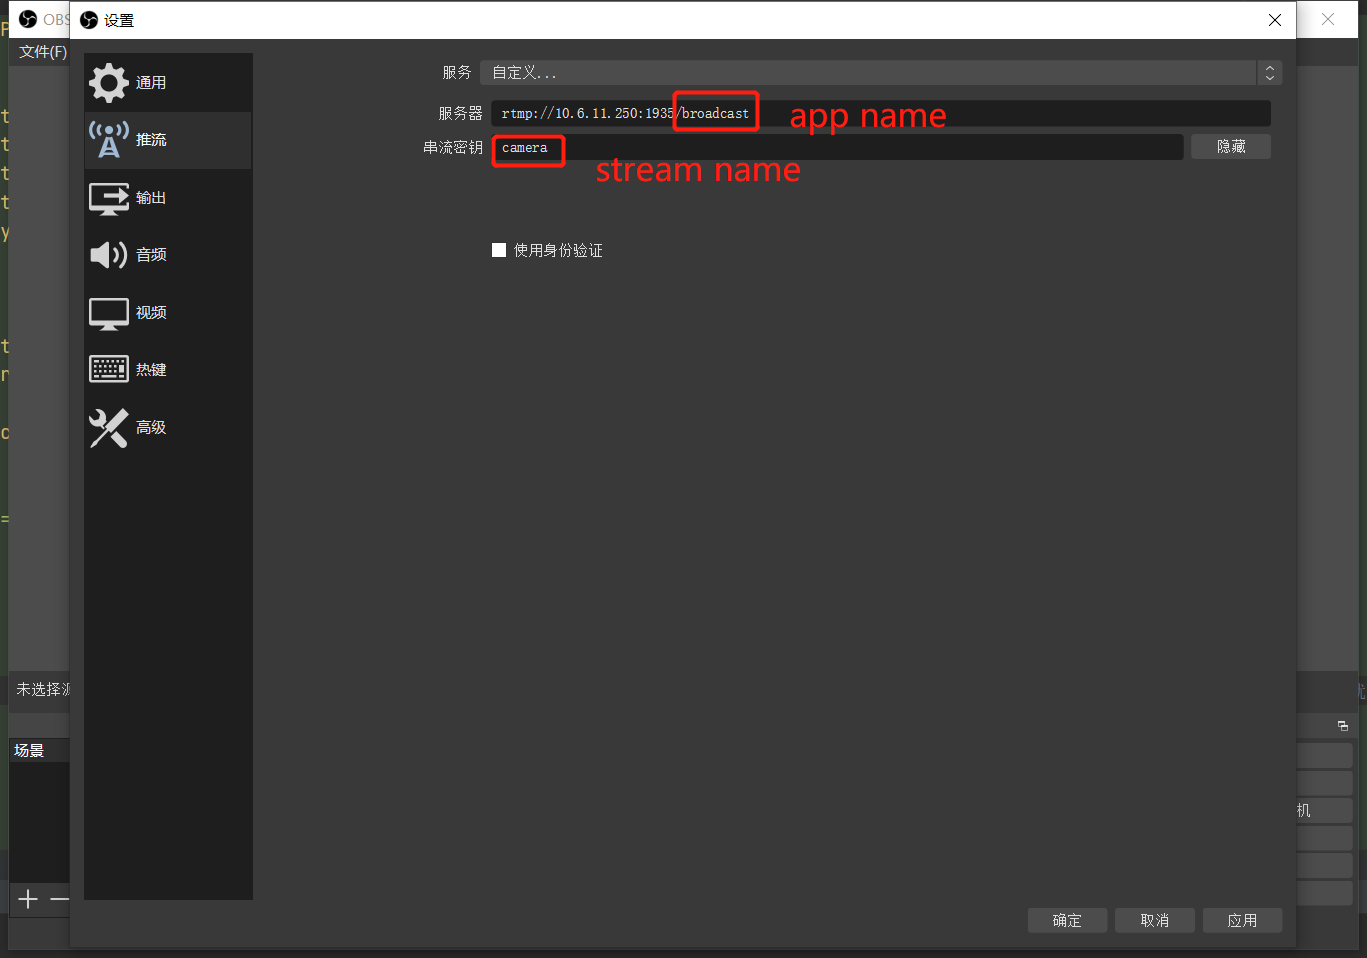 OBS
设置
文件(F)
通用
推流
输出
音频
视频
热键
高级
服务 自定义...
服务器 rtmp://10.6.11.250:1935/broadcast
app name
串流密钥 camera 隐藏
stream name
使用身份验证
未选择源
场景
机
确定 取消 应用